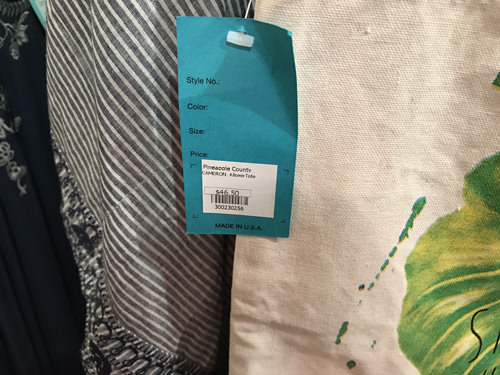 Style No.:
Color:
Size:
Price:
Pineapple County
CAMERON. Allover Tote
$46.50
300230256
MADE IN U.S.A.